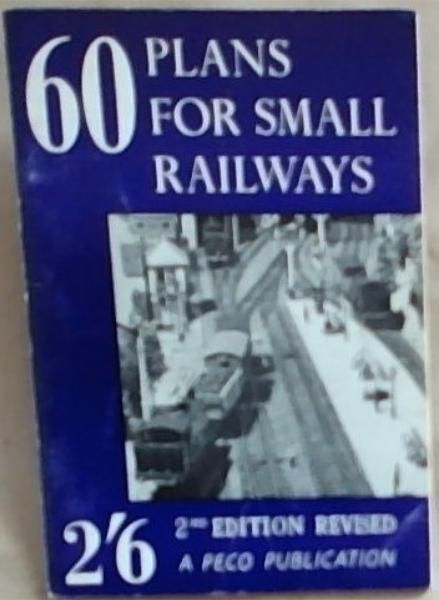 60 PLANS
FOR SMALL
RAILWAYS
2'6
2ND EDITION REVISED
A PECO PUBLICATION